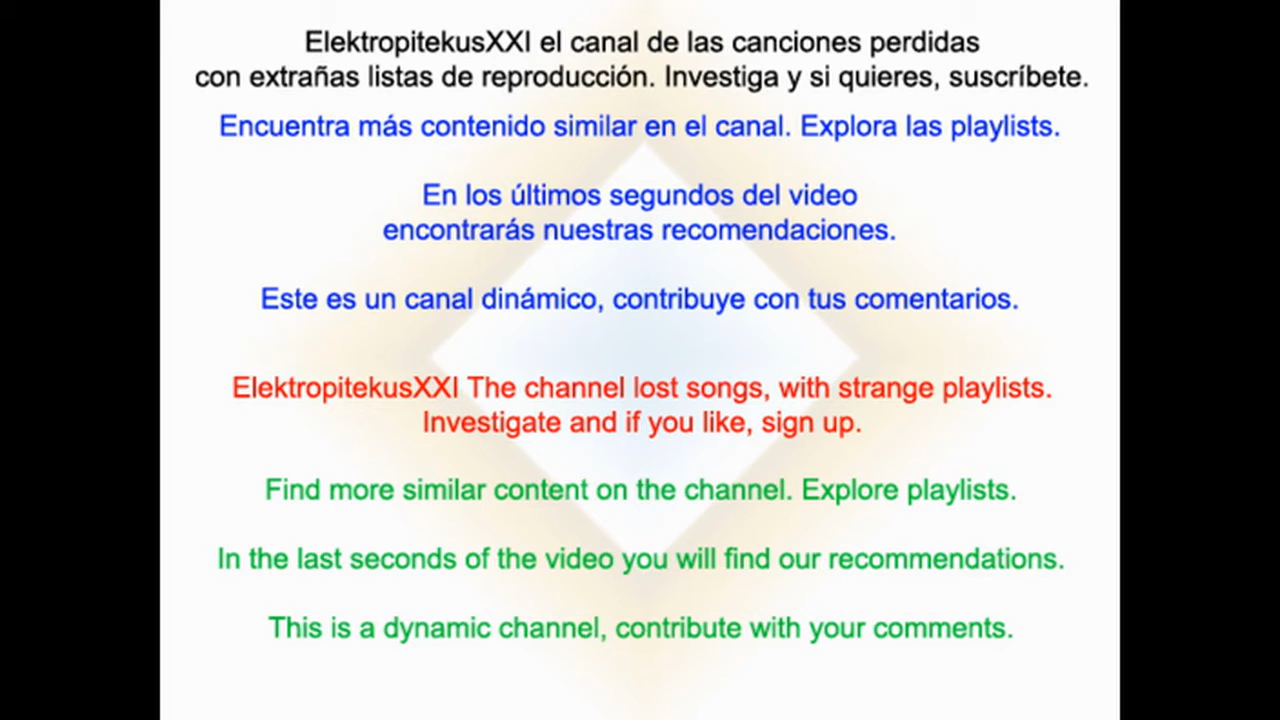 ElektropitekusXXI el canal de las canciones perdidas
con extrañas listas de reproducción. Investiga y si quieres, suscríbete.
Encuentra más contenido similar en el canal. Explora las playlists.
En los últimos segundos del video
encontrarás nuestras recomendaciones.
Este es un canal dinámico, contribuye con tus comentarios.
ElektropitekusXXI The channel lost songs, with strange playlists.
Investigate and if you like, sign up.
Find more similar content on the channel. Explore playlists.
In the last seconds of the video you will find our recommendations.
This is a dynamic channel, contribute with your comments.